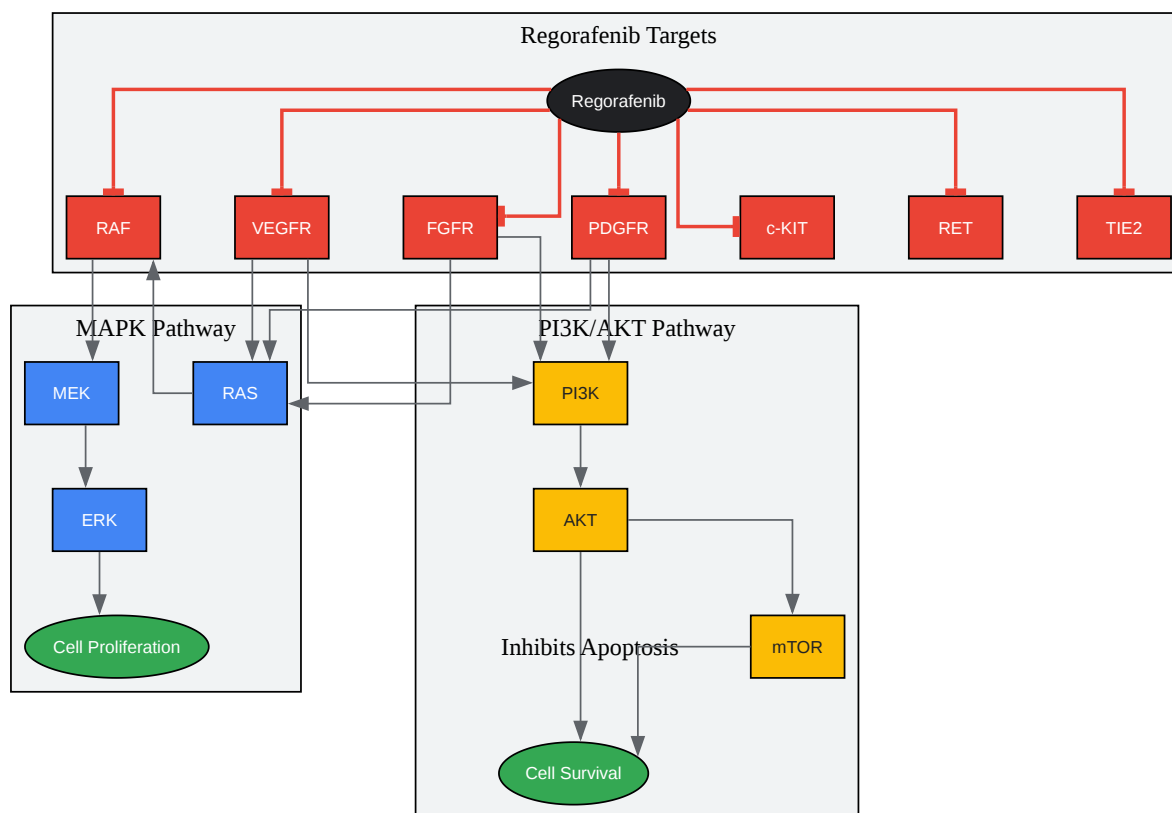 Regorafenib Targets
Regorafenib
RAF
VEGFR
FGFR
PDGFR
c-KIT
RET
TIE2
MAPK Pathway
PI3K/AKT Pathway
MEK
RAS
PI3K
ERK
AKT
Cell Proliferation
Inhibits Apoptosis
mTOR
Cell Survival